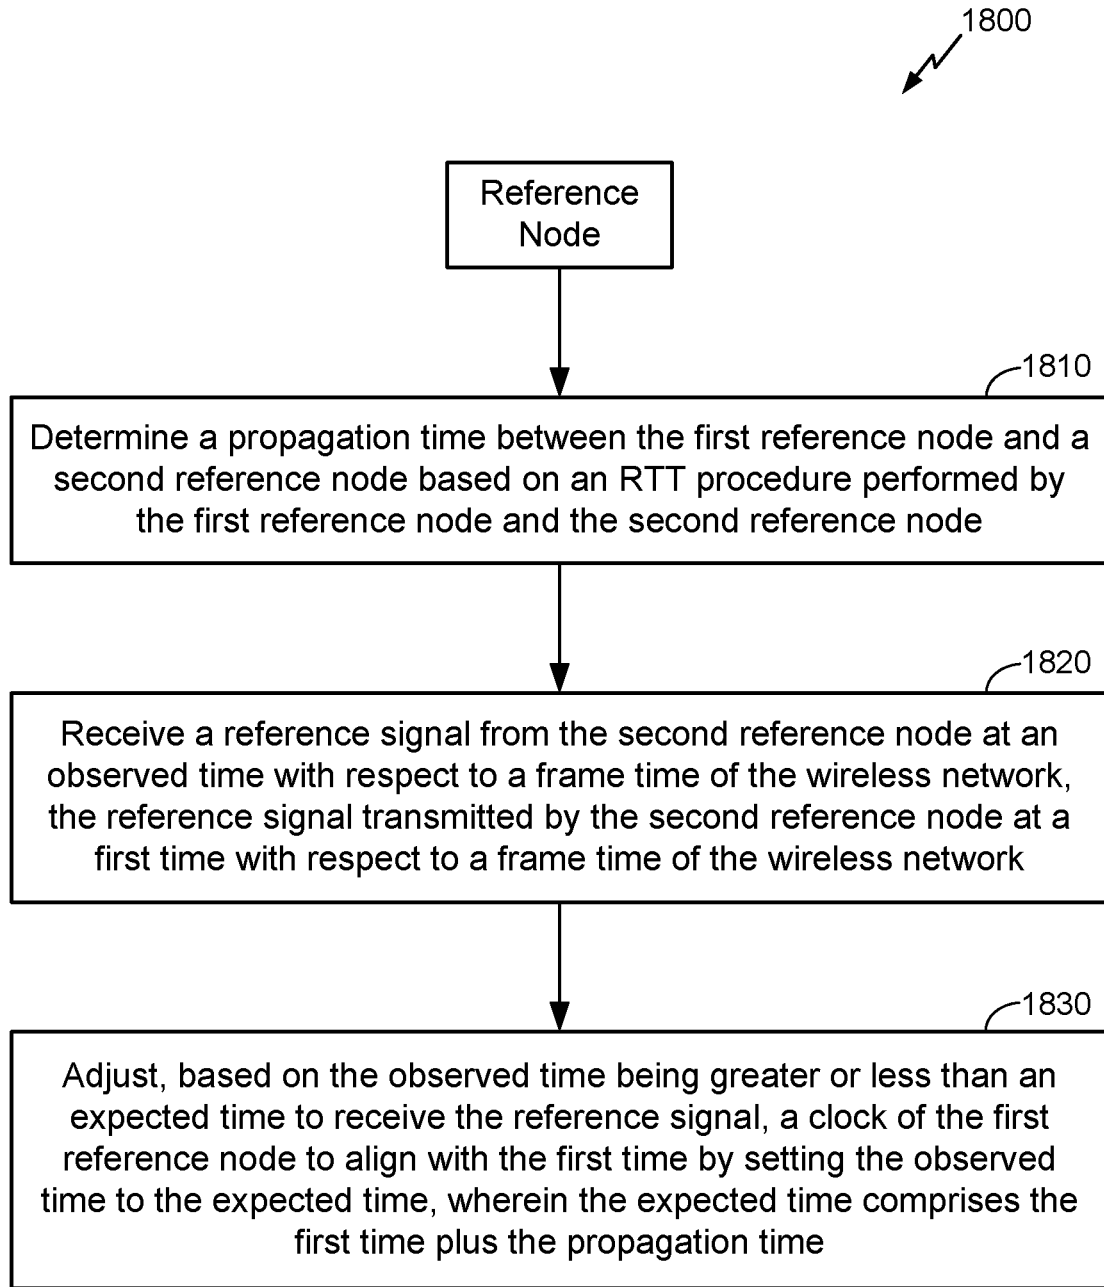 1800
Reference
Node
1810
Determine a propagation time between the first reference node and a
second reference node based on an RTT procedure performed by
the first reference node and the second reference node
1820
Receive a reference signal from the second reference node at an
observed time with respect to a frame time of the wireless network,
the reference signal transmitted by the second reference node at a
first time with respect to a frame time of the wireless network
1830
Adjust, based on the observed time being greater or less than an
expected time to receive the reference signal, a clock of the first
reference node to align with the first time by setting the observed
time to the expected time, wherein the expected time comprises the
first time plus the propagation time